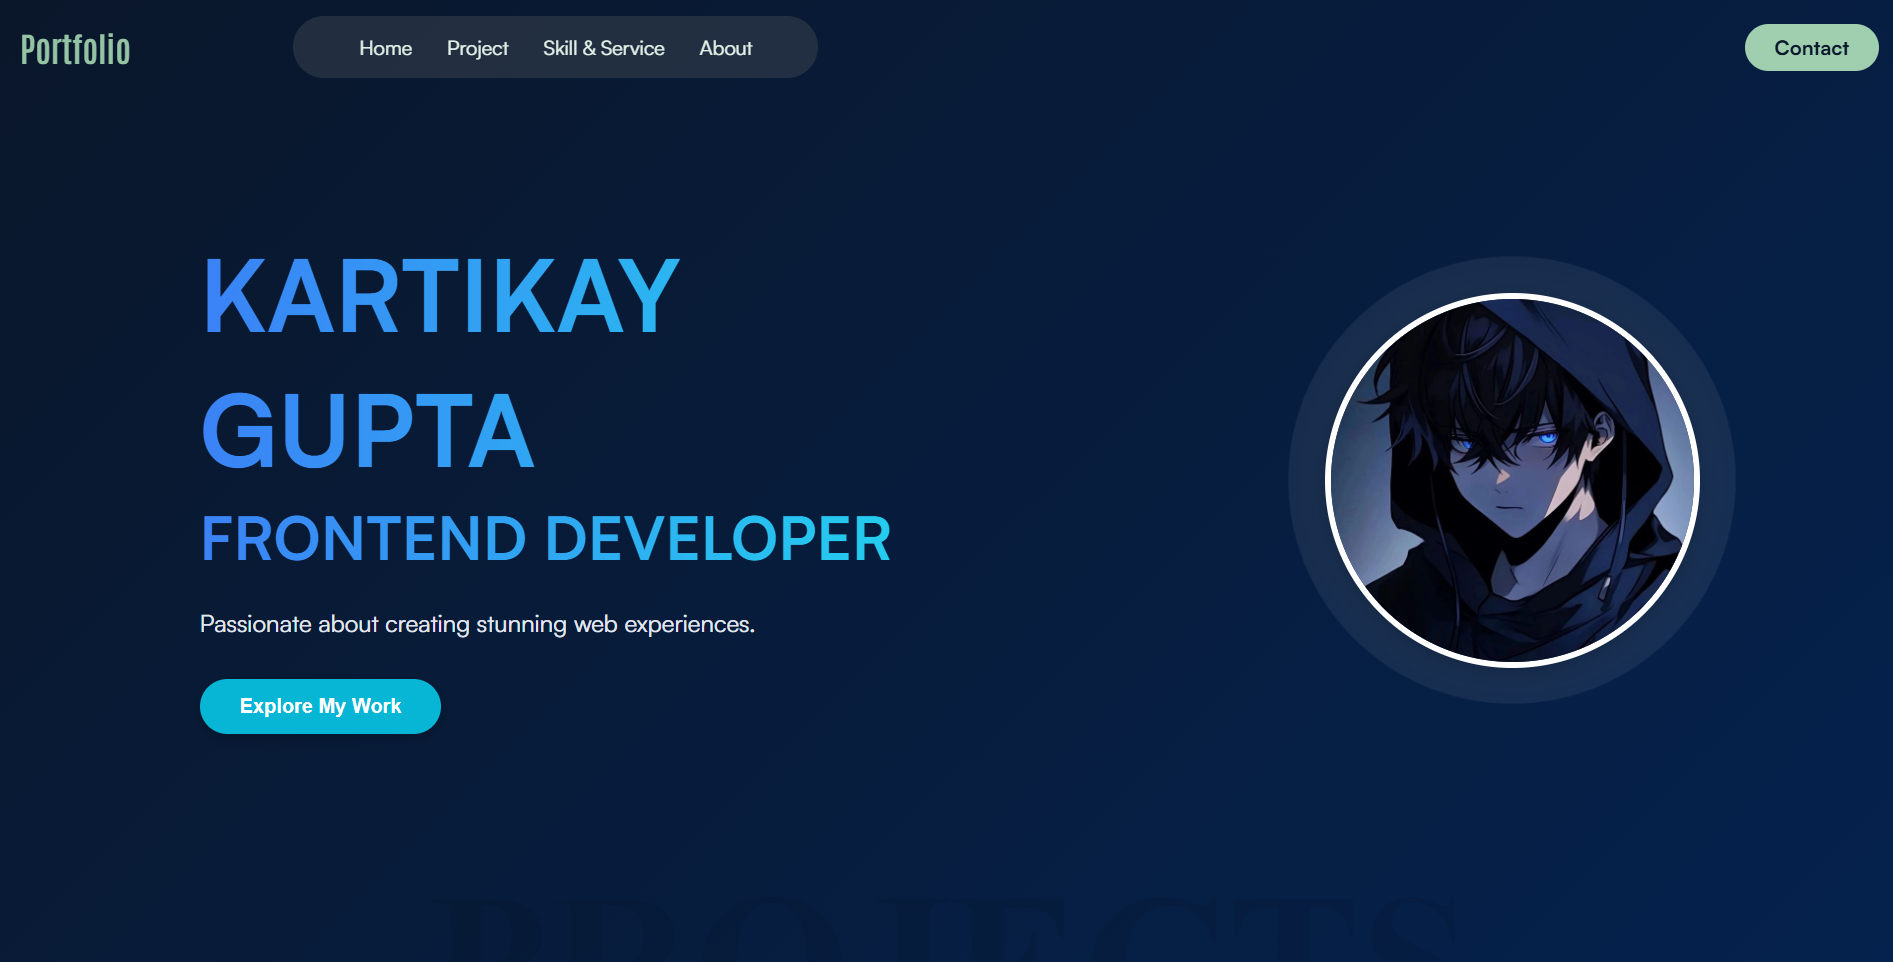 Portfolio
Home Project Skill & Service About
Contact
KARTIKAY
GUPTA
FRONTEND DEVELOPER
Passionate about creating stunning web experiences.
Explore My Work
PROJECTS